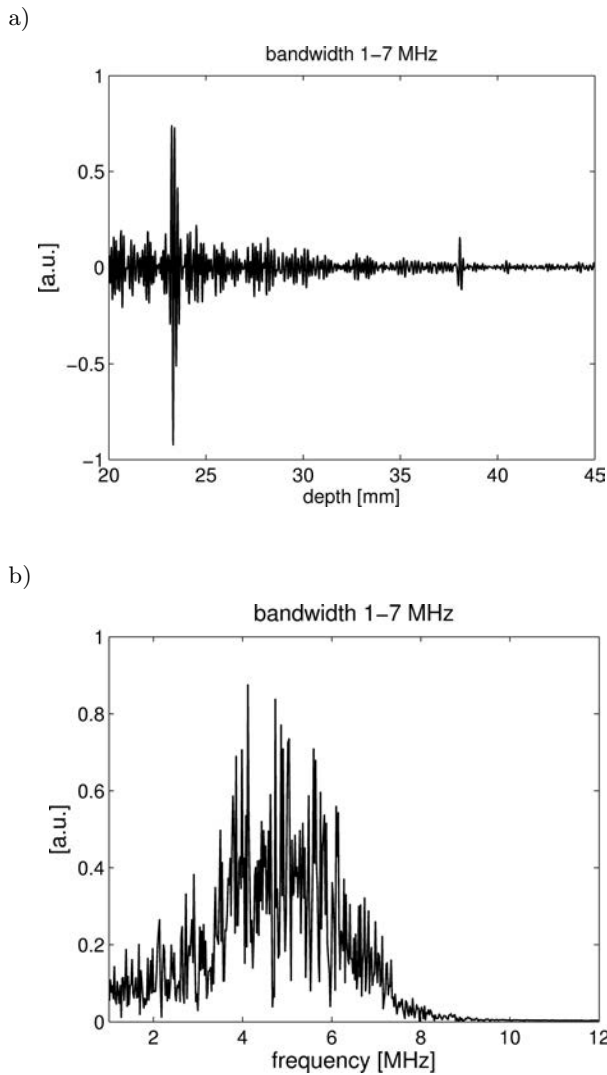 a)
bandwidth 1–7 MHz
1
0.5
0
−0.5
−1
[a.u.]
20 25 30 35 40 45
depth [mm]
b)
bandwidth 1–7 MHz
1
0.8
0.6
0.4
0.2
0
[a.u.]
2 4 6 8 10 12
frequency [MHz]